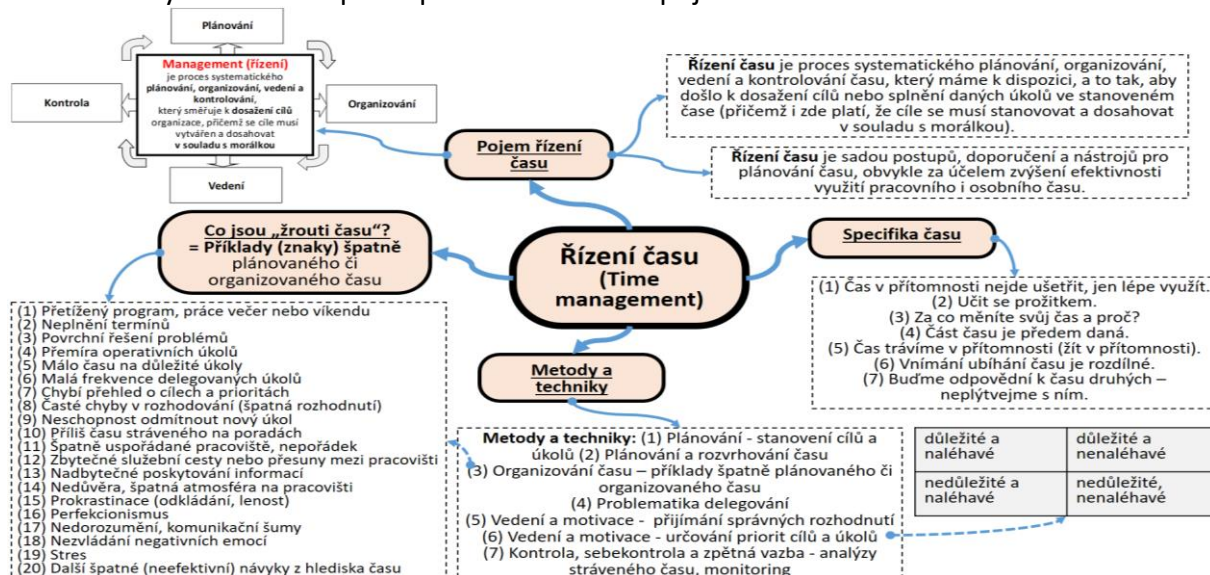 Plánování
Management (řízení)
je proces systematického
plánování, organizování, vedení a
kontrolování,
který směřuje k dosažení cílů
organizace, přičemž se cíle musí
vytvářen a dosahovat
v souladu s morálkou
Kontrola
Organizování
Vedení
Pojem řízení
času
Řízení času je proces systematického plánování, organizování,
vedení a kontrolování času, který máme k dispozici, a to tak, aby
došlo k dosažení cílů nebo splnění daných úkolů ve stanoveném
čase (přičemž i zde platí, že cíle se musí stanovovat a dosahovat
v souladu s morálkou).
Řízení času je sadou postupů, doporučení a nástrojů pro
plánování času, obvykle za účelem zvýšení efektivnosti
využití pracovního i osobního času.
Co jsou „žrouti času“?
= Příklady (znaky) špatně
plánovaného či
organizovaného času
Řízení času
(Time
management)
Specifika času
(1) Čas v přítomnosti nejde ušetřit, jen lépe využít.
(2) Učit se prožitkem.
(3) Za co měníte svůj čas a proč?
(4) Část času je předem daná.
(5) Čas trávíme v přítomnosti (žít v přítomnosti).
(6) Vnímání ubíhání času je rozdílné.
(7) Buďme odpovědní k času druhých –
neplýtvejme s ním.
(1) Přetížený program, práce večer nebo víkendu
(2) Neplnění termínů
(3) Povrchní řešení problémů
(4) Přemíra operativních úkolů
(5) Málo času na důležité úkoly
(6) Malá frekvence delegovaných úkolů
(7) Chybí přehled o cílech a prioritách
(8) Časté chyby v rozhodování (špatná rozhodnutí)
(9) Neschopnost odmítnout nový úkol
(10) Příliš času stráveného na poradách
(11) Špatně uspořádané pracoviště, nepořádek
(12) Zbytečné služební cesty nebo přesuny mezi pracovišti
(13) Nadbytečné poskytování informací
(14) Nedůvěra, špatná atmosféra na pracovišti
(15) Prokrastinace (odkládání, lenost)
(16) Perfekcionismus
(17) Nedorozumění, komunikační šumy
(18) Nezvládání negativních emocí
(19) Stres
(20) Další špatné (neefektivní) návyky z hlediska času
Metody a
techniky
Metody a techniky: (1) Plánování - stanovení cílů a
úkolů (2) Plánování a rozvrhování času
(3) Organizování času – příklady špatně plánovaného či
organizovaného času
(4) Problematika delegování
(5) Vedení a motivace - přijímání správných rozhodnutí
(6) Vedení a motivace - určování priorit cílů a úkolů
(7) Kontrola, sebekontrola a zpětná vazba - analýzy
stráveného času, monitoring
důležité a
naléhavé
důležité a
nenaléhavé
nedůležité a
naléhavé
nedůležité,
nenaléhavé